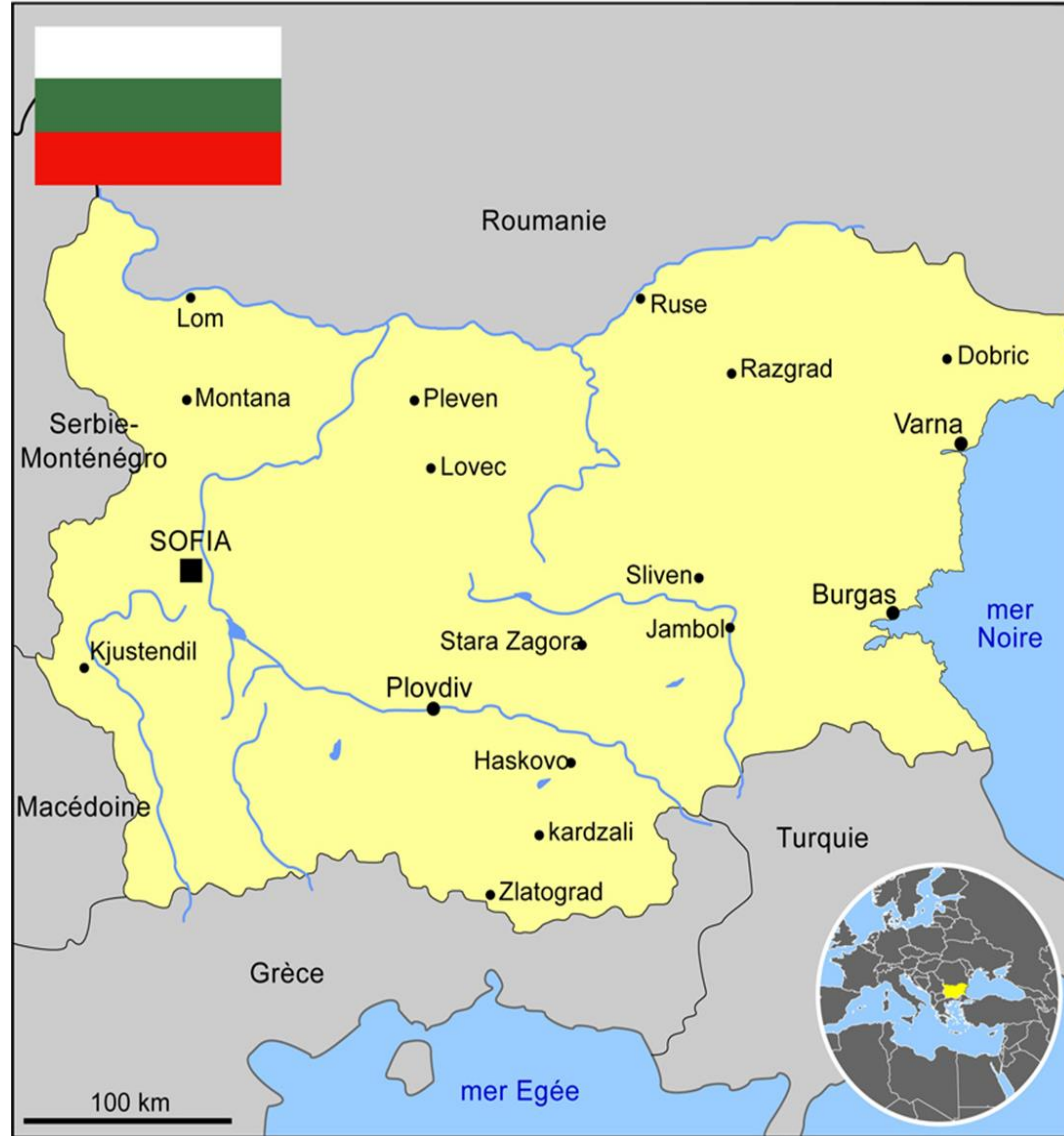 Roumanie
Lom
Ruse
Montana
Pleven
Razgrad
Dobric
Serbie-
Monténégro
Varna
Lovec
SOFIA
Sliven
Burgas
mer
Noire
Kjustendil
Stara Zagora
Jambol
Plovdiv
Haskovo
Macédoine
kardzali
Turquie
Zlatograd
Grèce
100 km
mer Egée